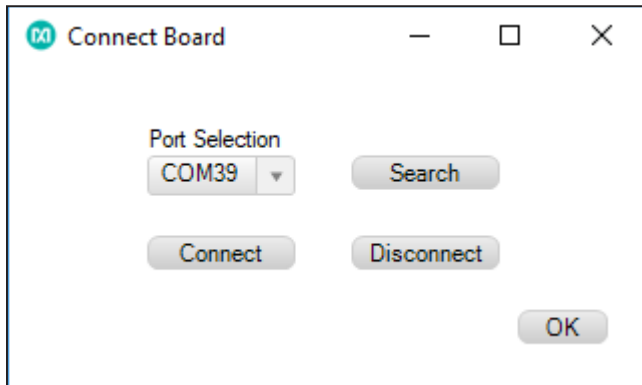 Connect Board
Port Selection
COM39
Search
Connect
Disconnect
OK